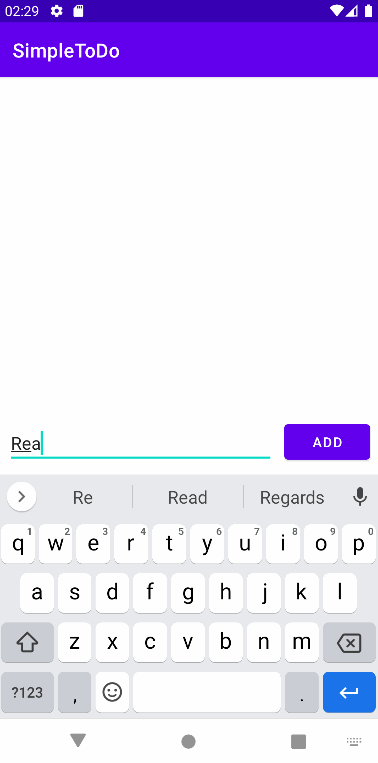 02:29
SimpleToDo
Rea
ADD
Re Read Regards
q1 w2 e3 r4 t5 y6 u7 i8 o9 p0
a s d f g h j k l
z x c v b n m
?123 , .